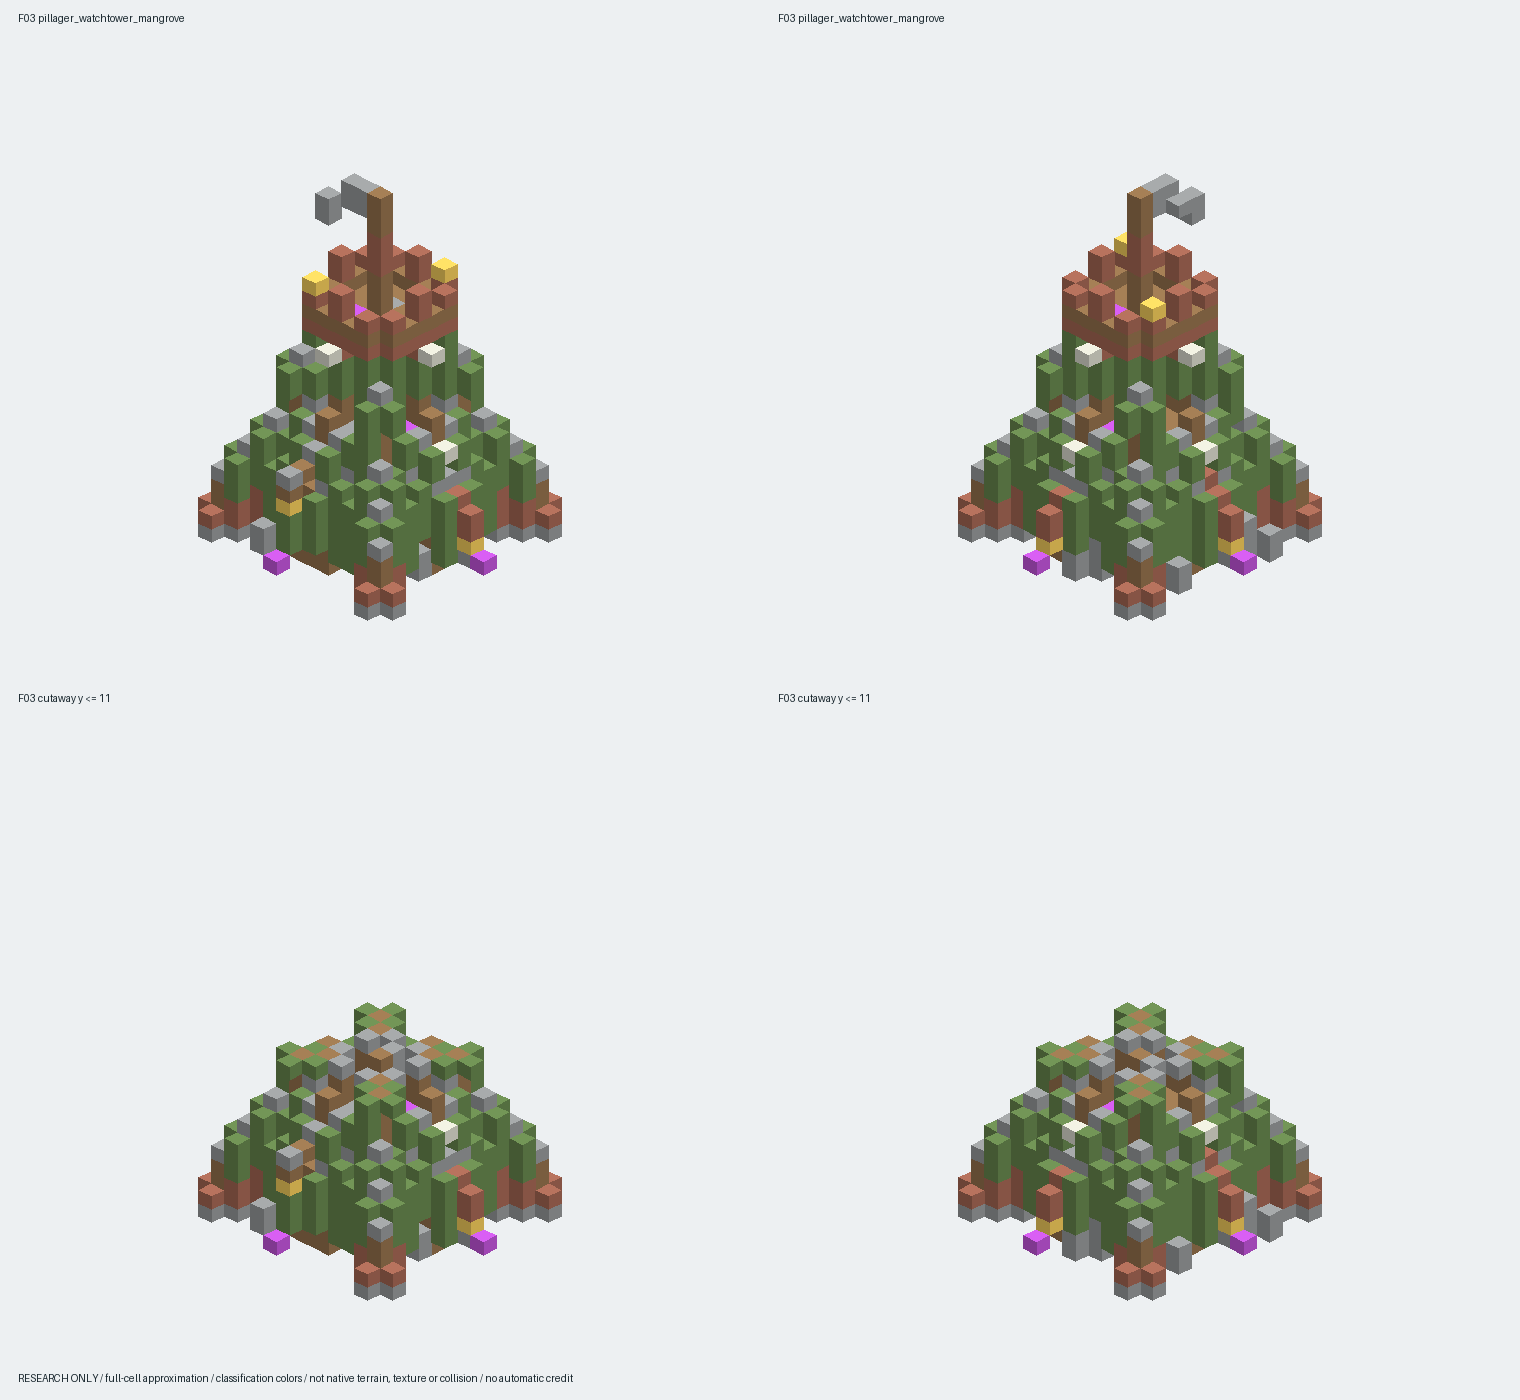 F03 pillager_watchtower_mangrove
F03 pillager_watchtower_mangrove
F03 cutaway y <= 11
F03 cutaway y <= 11
RESEARCH ONLY / full-cell approximation / classification colors / not native terrain, texture or collision / no automatic credit